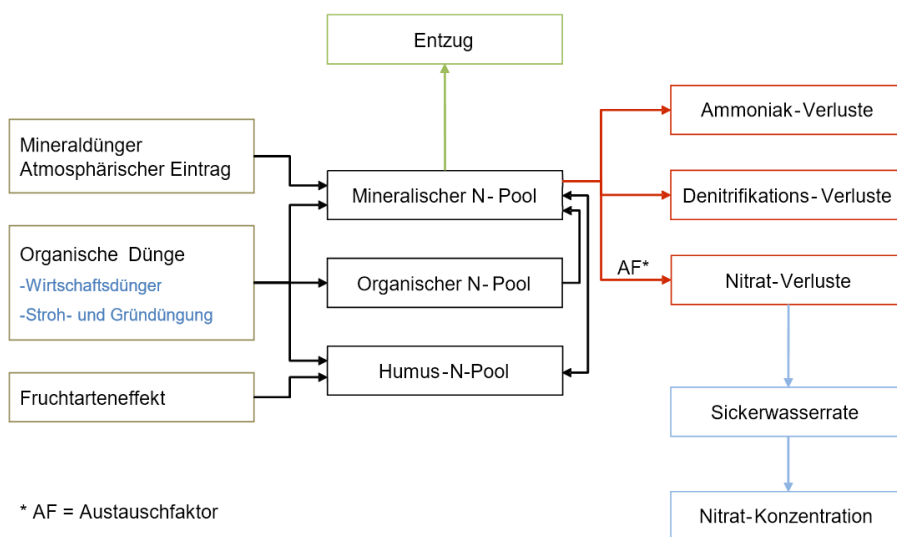 Entzug
Ammoniak-Verluste
Mineraldünger
Atmosphärischer Eintrag
Mineralischer N-Pool
Denitrifikations-Verluste
Organische Dünge
-Wirtschaftsdünger
-Stroh- und Gründüngung
Organischer N-Pool
AF*
Nitrat-Verluste
Humus-N-Pool
Fruchtarteneffekt
Sickerwasserrate
* AF = Austauschfaktor
Nitrat-Konzentration